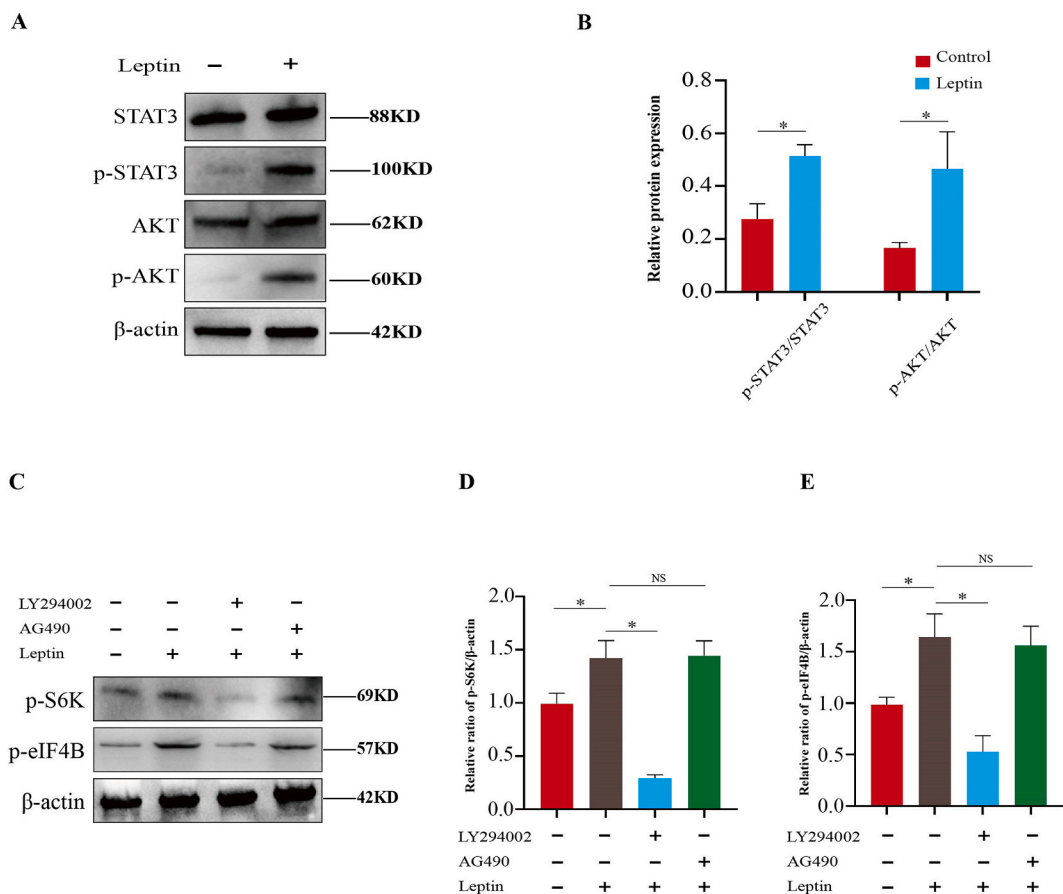 A
Leptin − +
STAT3 88KD
p-STAT3 100KD
AKT 62KD
p-AKT 60KD
β-actin 42KD
B
Control
Leptin
Relative protein expression
0.8
0.6
0.4
0.2
0.0
* *
p-STAT3/STAT3
p-AKT/AKT
C
LY294002 − − + −
AG490 − − − +
Leptin − + + +
p-S6K 69KD
p-eIF4B 57KD
β-actin 42KD
D
Relative ratio of p-S6K/β-actin
2.0
1.5
1.0
0.5
0.0
NS
*
*
LY294002 − − + −
AG490 − − − +
Leptin − + + +
E
Relative ratio of p-eIF4B/β-actin
2.0
1.5
1.0
0.5
0.0
NS
*
*
− − + −
− − − +
− + + +